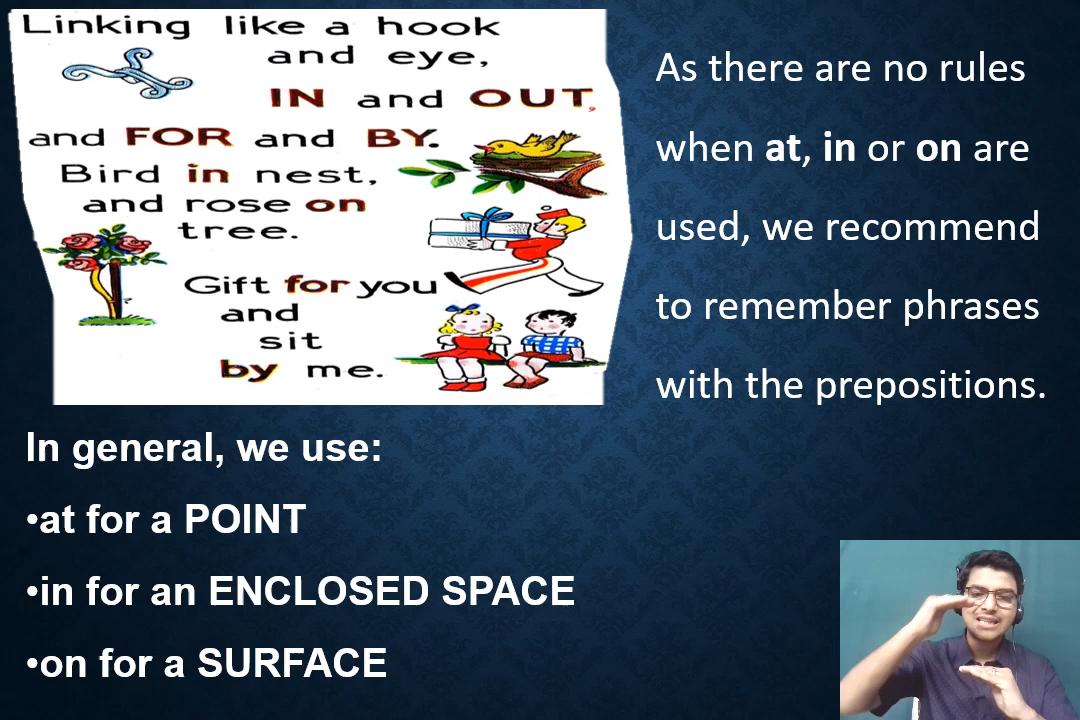 Linking like a hook
and eye,
IN and OUT,
and FOR and BY.
Bird in nest,
and rose on
tree.
Gift for you
and
sit
by me.
As there are no rules
when at, in or on are
used, we recommend
to remember phrases
with the prepositions.
In general, we use:
•at for a POINT
•in for an ENCLOSED SPACE
•on for a SURFACE